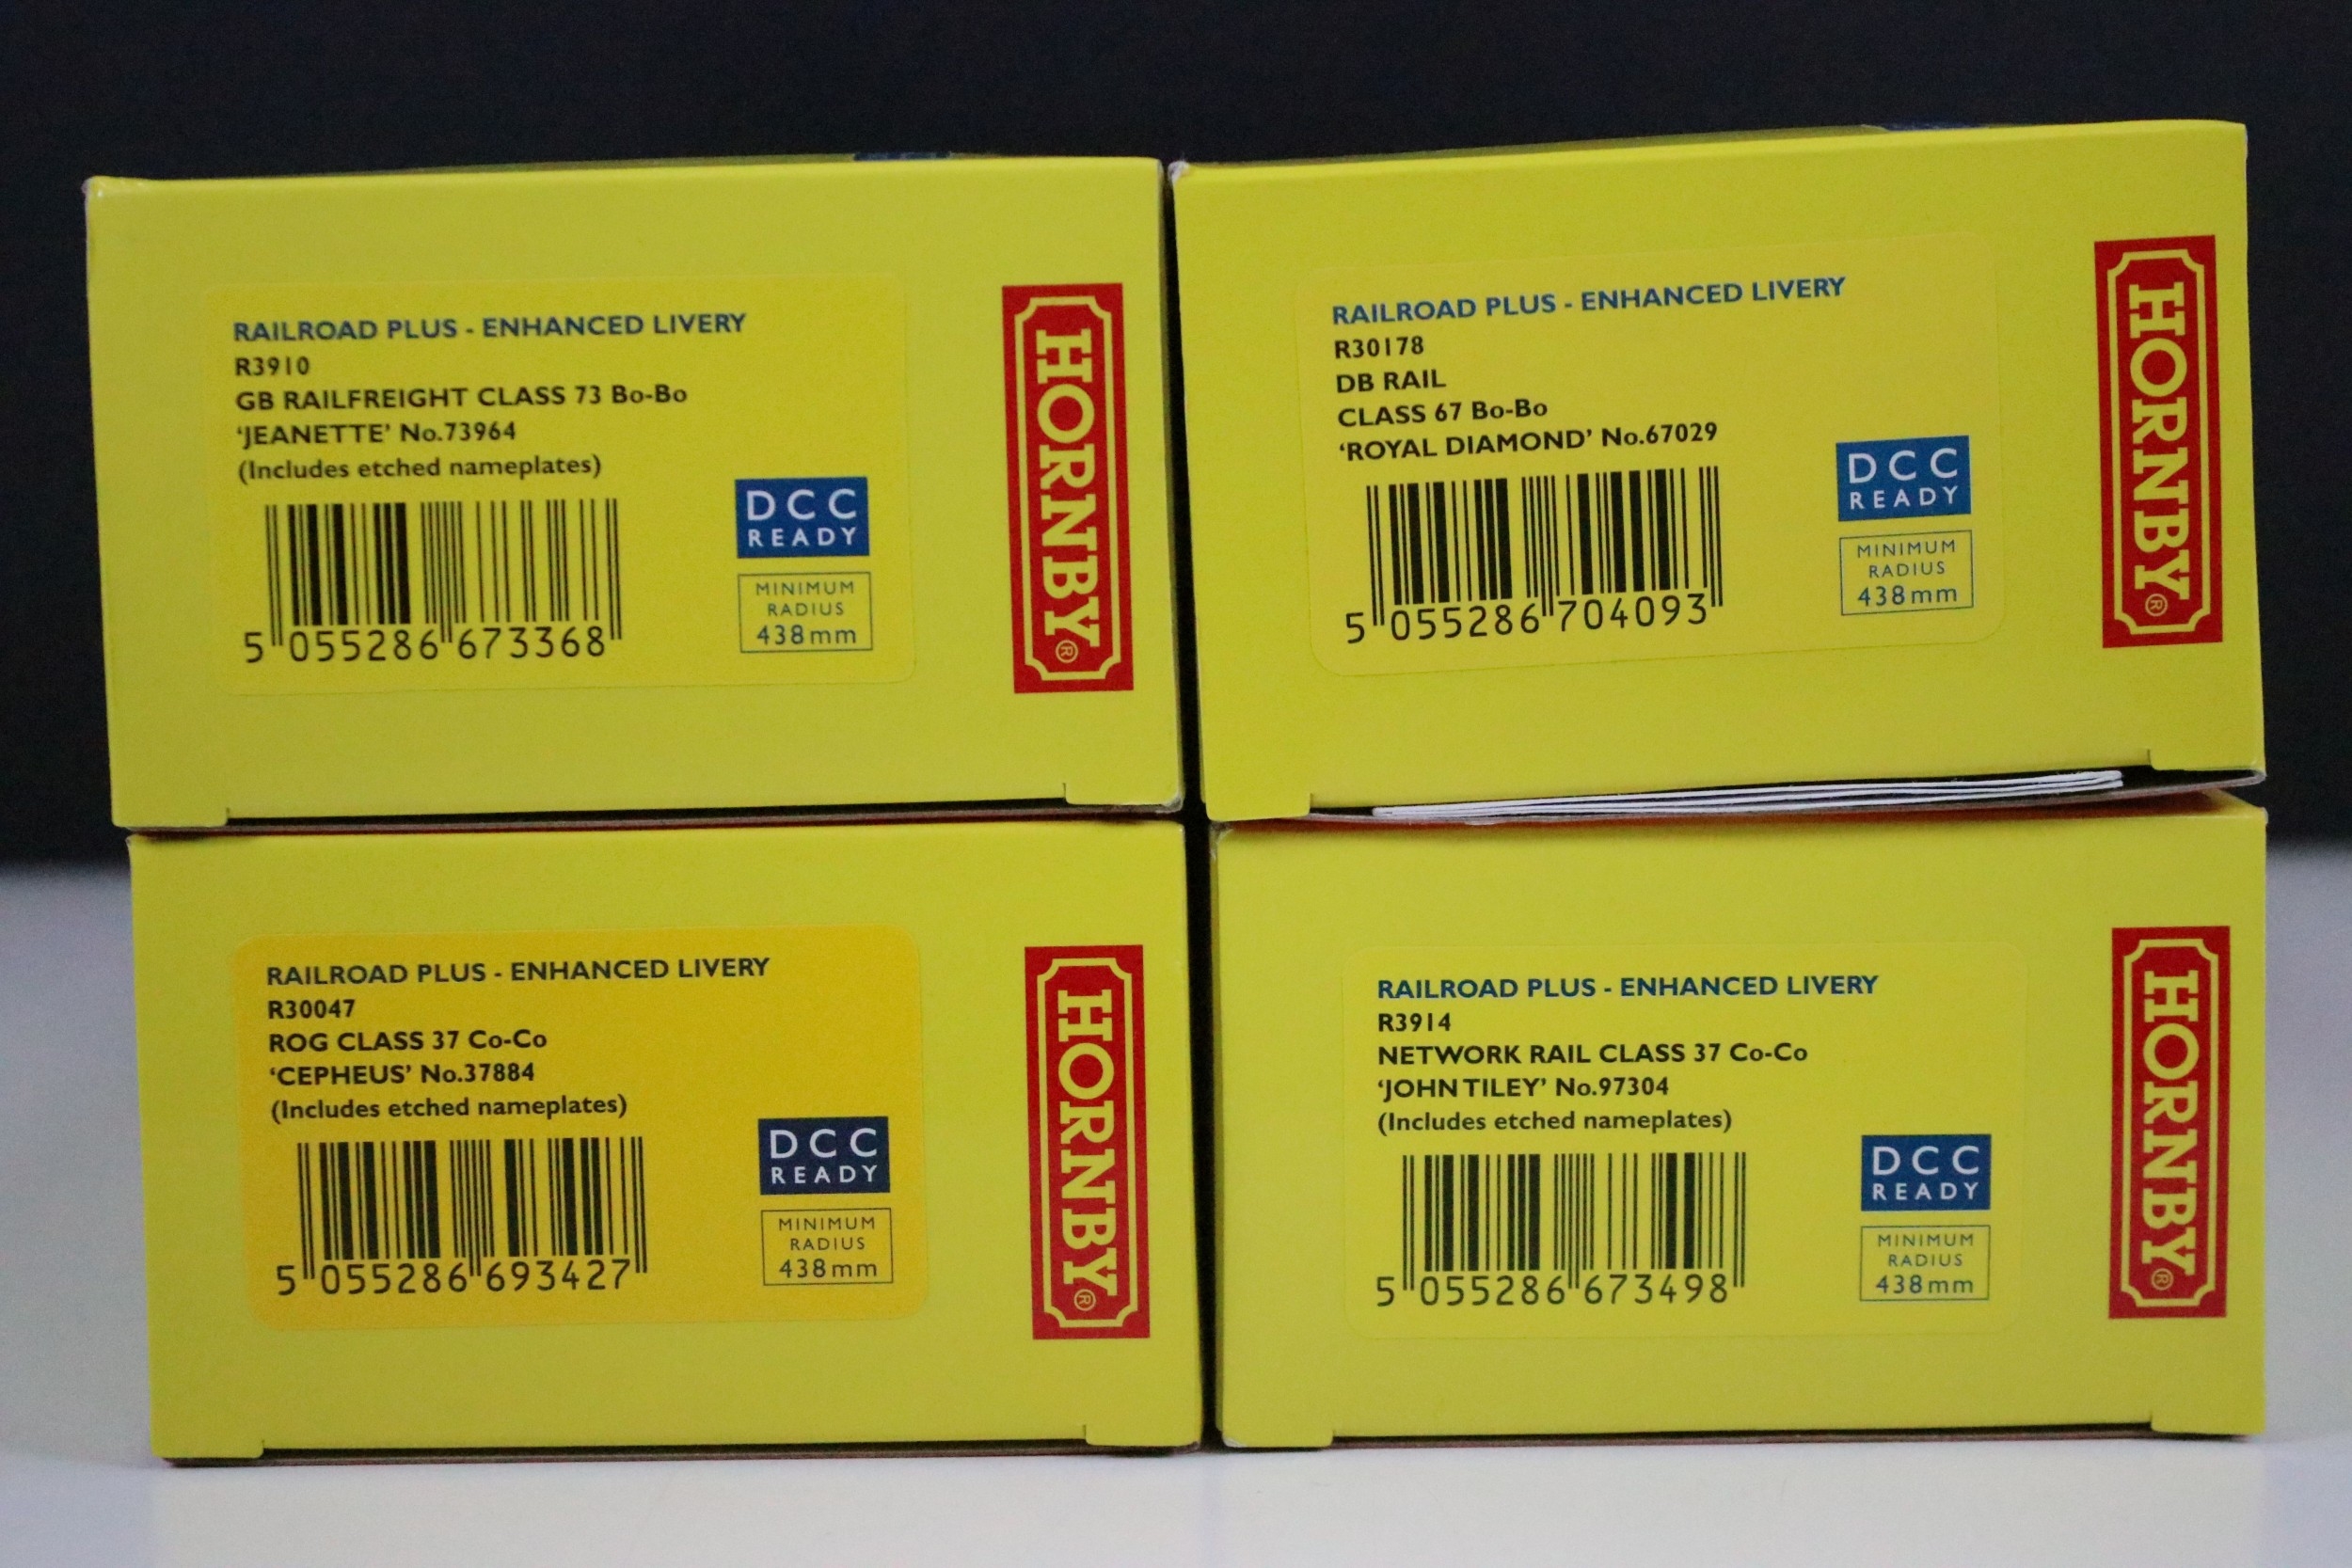 RAILROAD PLUS - ENHANCED LIVERY
R3910
GB RAILFREIGHT CLASS 73 Bo-Bo
‘JEANETTE’ No.73964
(Includes etched nameplates)
5 055286 673368
DCC
READY
MINIMUM
RADIUS
438mm
HORNBY®
RAILROAD PLUS - ENHANCED LIVERY
R30178
DB RAIL
CLASS 67 Bo-Bo
‘ROYAL DIAMOND’ No.67029
5 055286 704093
DCC
READY
MINIMUM
RADIUS
438mm
HORNBY®
RAILROAD PLUS - ENHANCED LIVERY
R30047
ROG CLASS 37 Co-Co
‘CEPHEUS’ No.37884
(Includes etched nameplates)
5 055286 693427
DCC
READY
MINIMUM
RADIUS
438mm
HORNBY®
RAILROAD PLUS - ENHANCED LIVERY
R3914
NETWORK RAIL CLASS 37 Co-Co
‘JOHN TILEY’ No.97304
(Includes etched nameplates)
5 055286 673498
DCC
READY
MINIMUM
RADIUS
438mm
HORNBY®